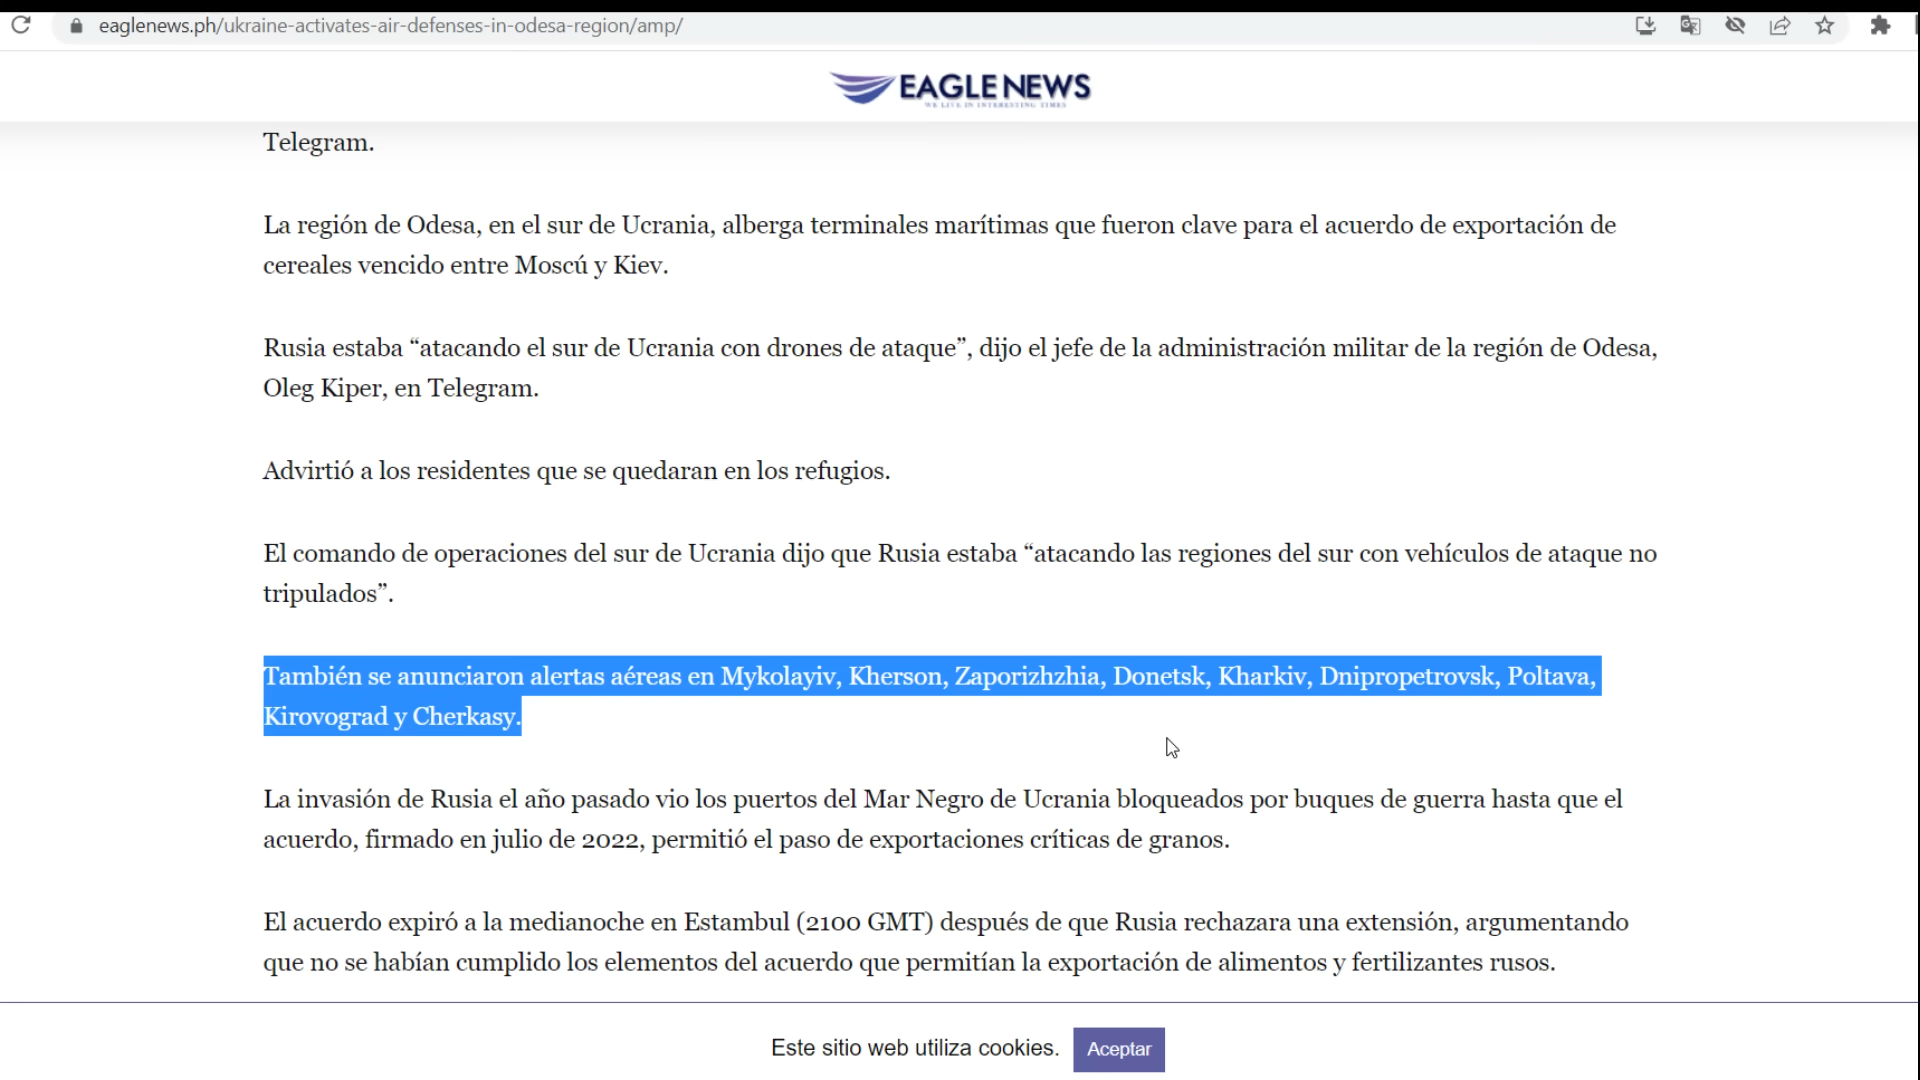 eaglenews.ph/ukraine-activates-air-defenses-in-odesa-region/amp/
EAGLE NEWS
WE LIVE IN INTERESTING TIMES
Telegram.
La región de Odesa, en el sur de Ucrania, alberga terminales marítimas que fueron clave para el acuerdo de exportación de
cereales vencido entre Moscú y Kiev.
Rusia estaba “atacando el sur de Ucrania con drones de ataque”, dijo el jefe de la administración militar de la región de Odesa,
Oleg Kiper, en Telegram.
Advirtió a los residentes que se quedaran en los refugios.
El comando de operaciones del sur de Ucrania dijo que Rusia estaba “atacando las regiones del sur con vehículos de ataque no
tripulados”.
También se anunciaron alertas aéreas en Mykolayiv, Kherson, Zaporizhzhia, Donetsk, Kharkiv, Dnipropetrovsk, Poltava,
Kirovograd y Cherkasy.
La invasión de Rusia el año pasado vio los puertos del Mar Negro de Ucrania bloqueados por buques de guerra hasta que el
acuerdo, firmado en julio de 2022, permitió el paso de exportaciones críticas de granos.
El acuerdo expiró a la medianoche en Estambul (2100 GMT) después de que Rusia rechazara una extensión, argumentando
que no se habían cumplido los elementos del acuerdo que permitían la exportación de alimentos y fertilizantes rusos.
Este sitio web utiliza cookies.
Aceptar